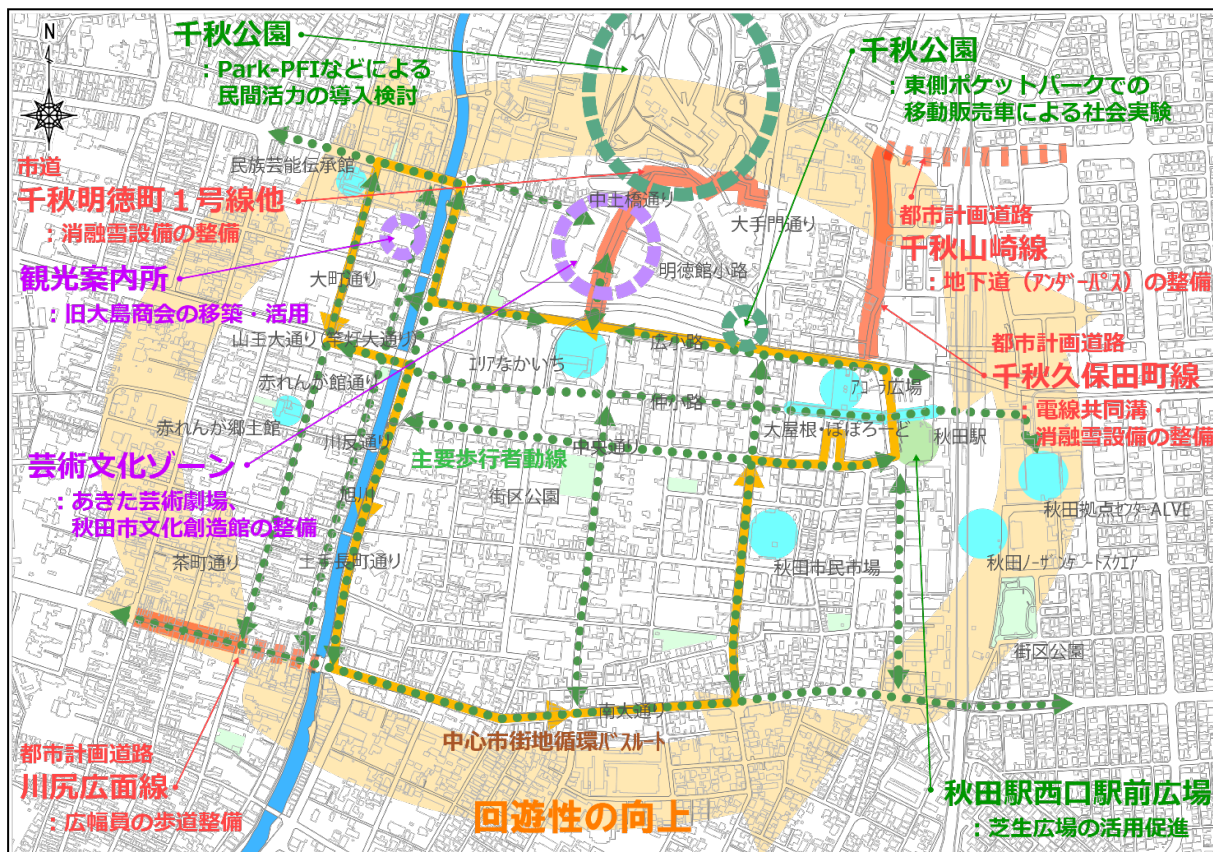 N
千秋公園
：Park-PFIなどによる
民間活力の導入検討
千秋公園
：東側ポケットパークでの
移動販売車による社会実験
民族芸能伝承館
市道
千秋明徳町１号線他
：消融雪設備の整備
中土橋通り
大手門通り
都市計画道路
千秋山崎線
：地下道（ｱﾝﾀﾞｰﾊﾟｽ）の整備
観光案内所
：旧大島商会の移築・活用
大町通り
明徳館小路
山王大通り（竿灯大通り）
広小路
ｴﾘｱなかいち
都市計画道路
千秋久保田町線
：電線共同溝・
消融雪設備の整備
赤れんが館通り
ｱｺﾞﾗ広場
仲小路
赤れんが郷土館
川反通り
大屋根・ぽぽろーど
秋田駅
中央通り
主要歩行者動線
芸術文化ゾーン
：あきた芸術劇場、
秋田市文化創造館の整備
旭川
街区公園
秋田拠点ｾﾝﾀｰALVE
茶町通り
土手長町通り
秋田市民市場
秋田ﾉｰｻﾞﾝｹﾞｰﾄｽｸｴｱ
街区公園
南大通り
中心市街地循環ﾊﾞｽﾙｰﾄ
都市計画道路
川尻広面線
：広幅員の歩道整備
回遊性の向上
秋田駅西口駅前広場
：芝生広場の活用促進